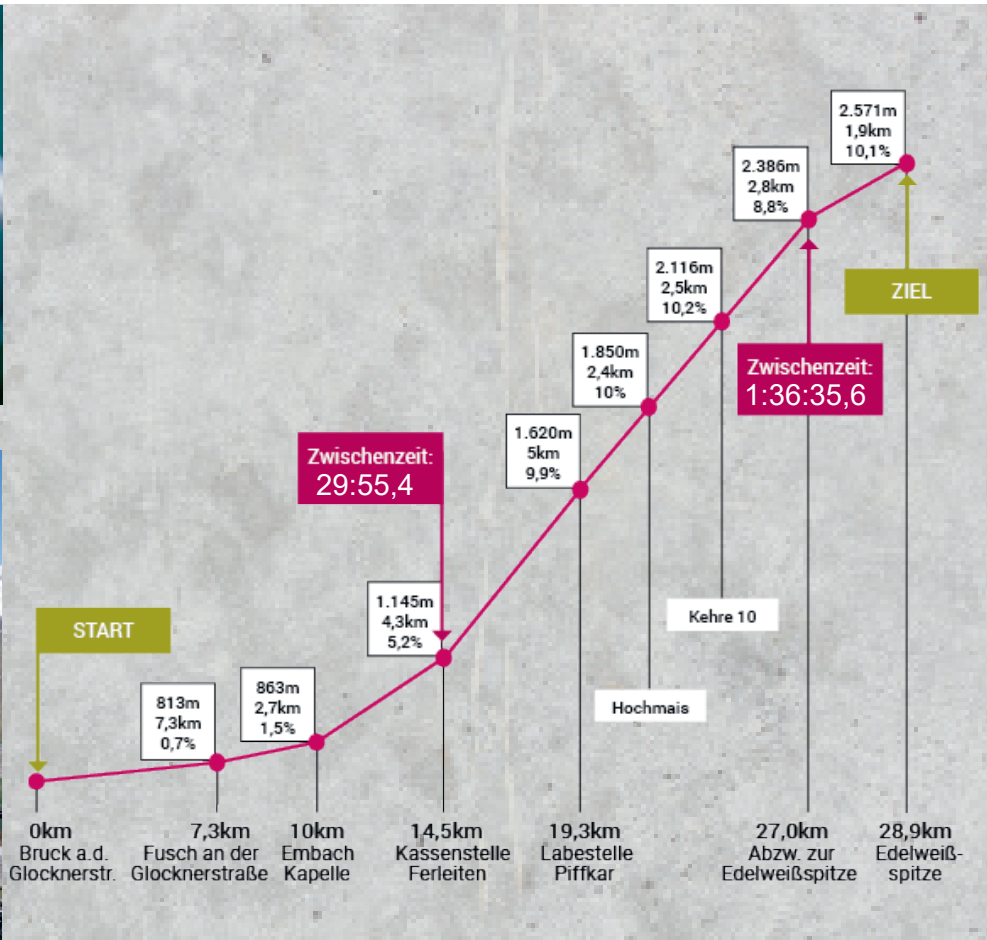 2.571m
1,9km
10,1%
2.386m
2,8km
8,8%
ZIEL
2.116m
2,5km
10,2%
1.850m
2,4km
10%
Zwischenzeit:
1:36:35,6
1.620m
5km
9,9%
Zwischenzeit:
29:55,4
1.145m
4,3km
5,2%
START
Kehre 10
813m
7,3km
0,7%
863m
2,7km
1,5%
Hochmais
0km
Bruck a.d.
Glocknerstr.
7,3km
Fusch an der
Glocknerstraße
10km
Embach
Kapelle
14,5km
Kassenstelle
Ferleiten
19,3km
Labestelle
Piffkar
27,0km
Abzw. zur
Edelweißspitze
28,9km
Edelweiß-
spitze